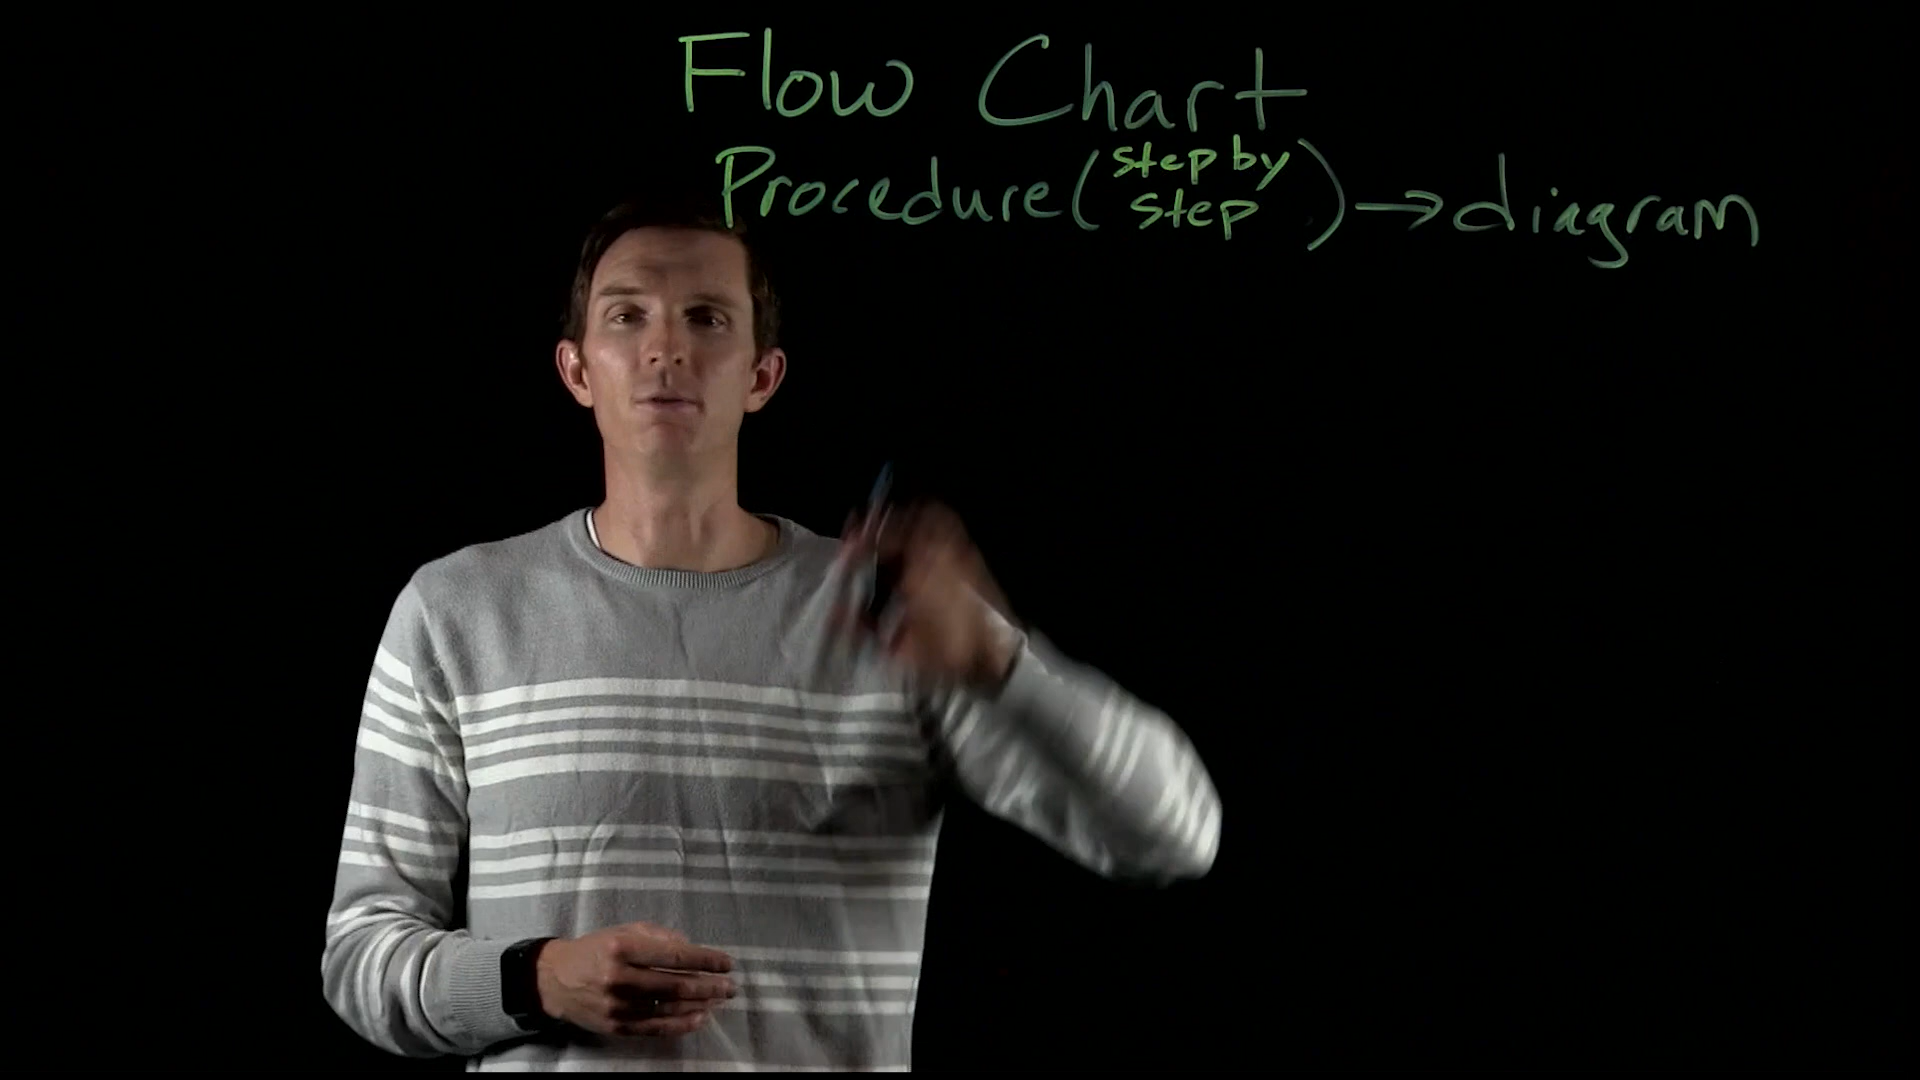 Flow Chart
Procedure (step by step) → diagram